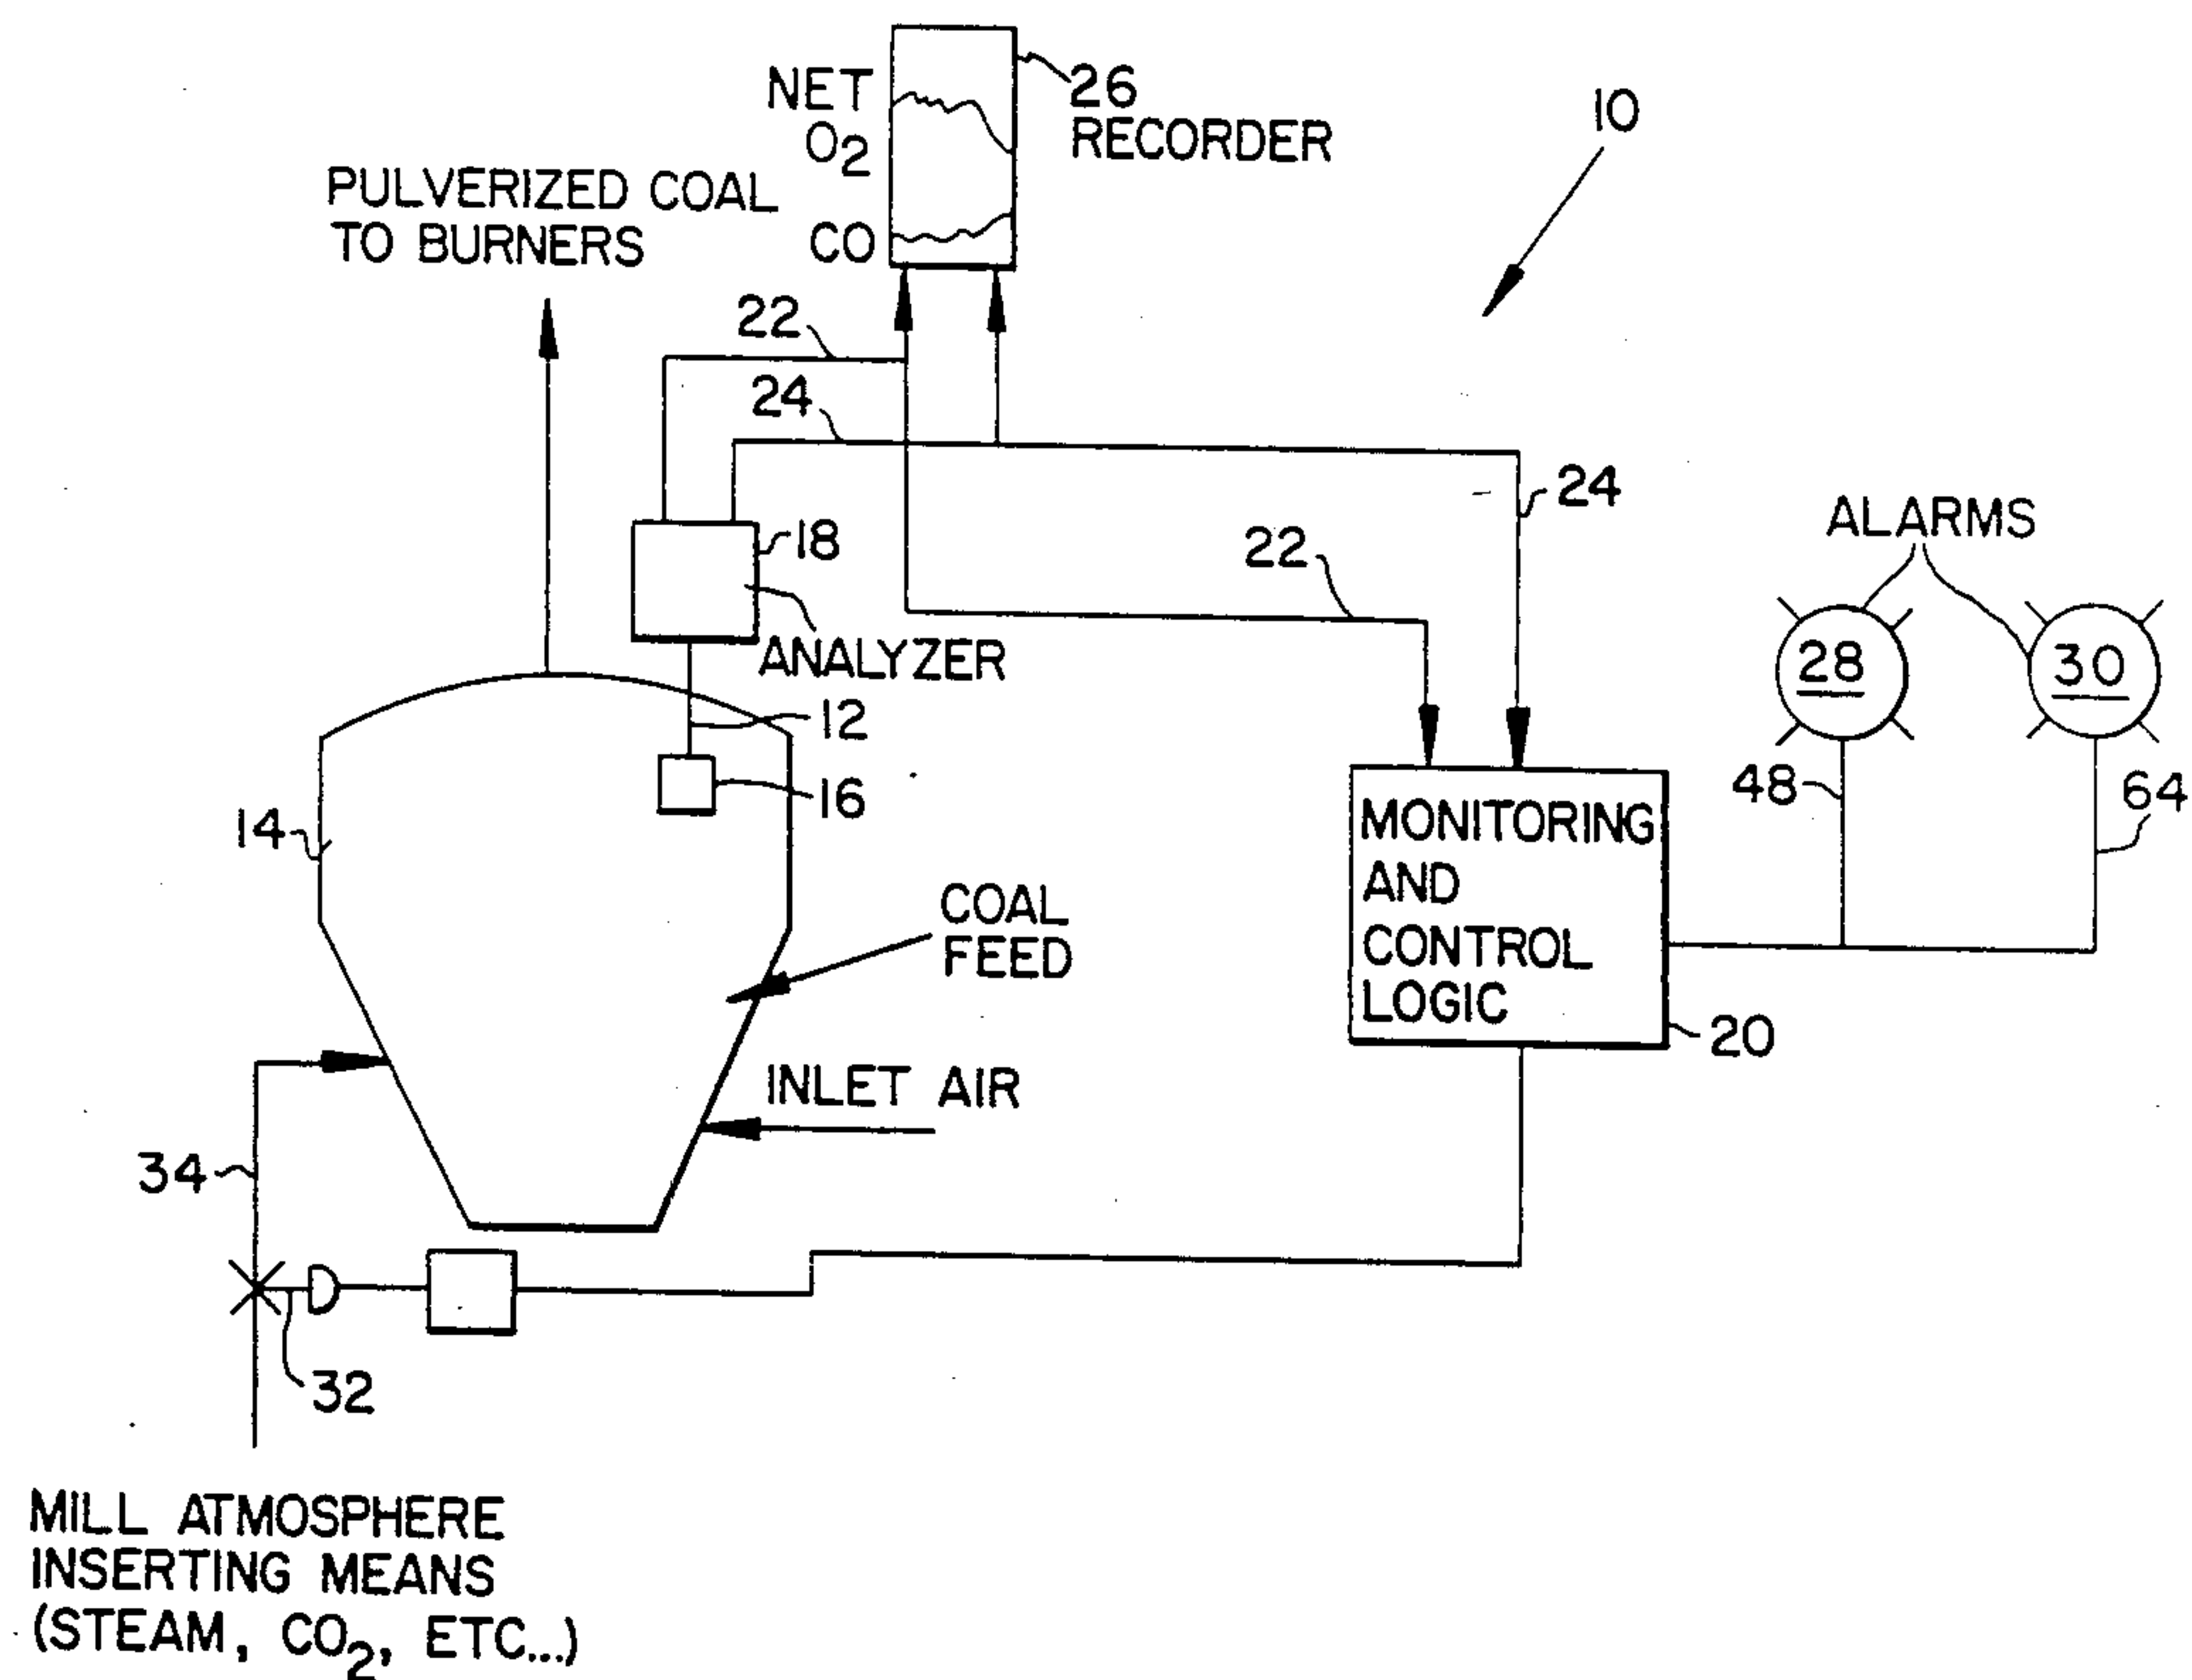 NET
O2
CO
26
RECORDER
10
PULVERIZED COAL
TO BURNERS
22
24
24
18
ANALYZER
22
ALARMS
28
30
12
16
14
48
64
MONITORING
AND
CONTROL
LOGIC
20
COAL
FEED
INLET AIR
34
32
MILL ATMOSPHERE
INSERTING MEANS
(STEAM, CO2, ETC...)